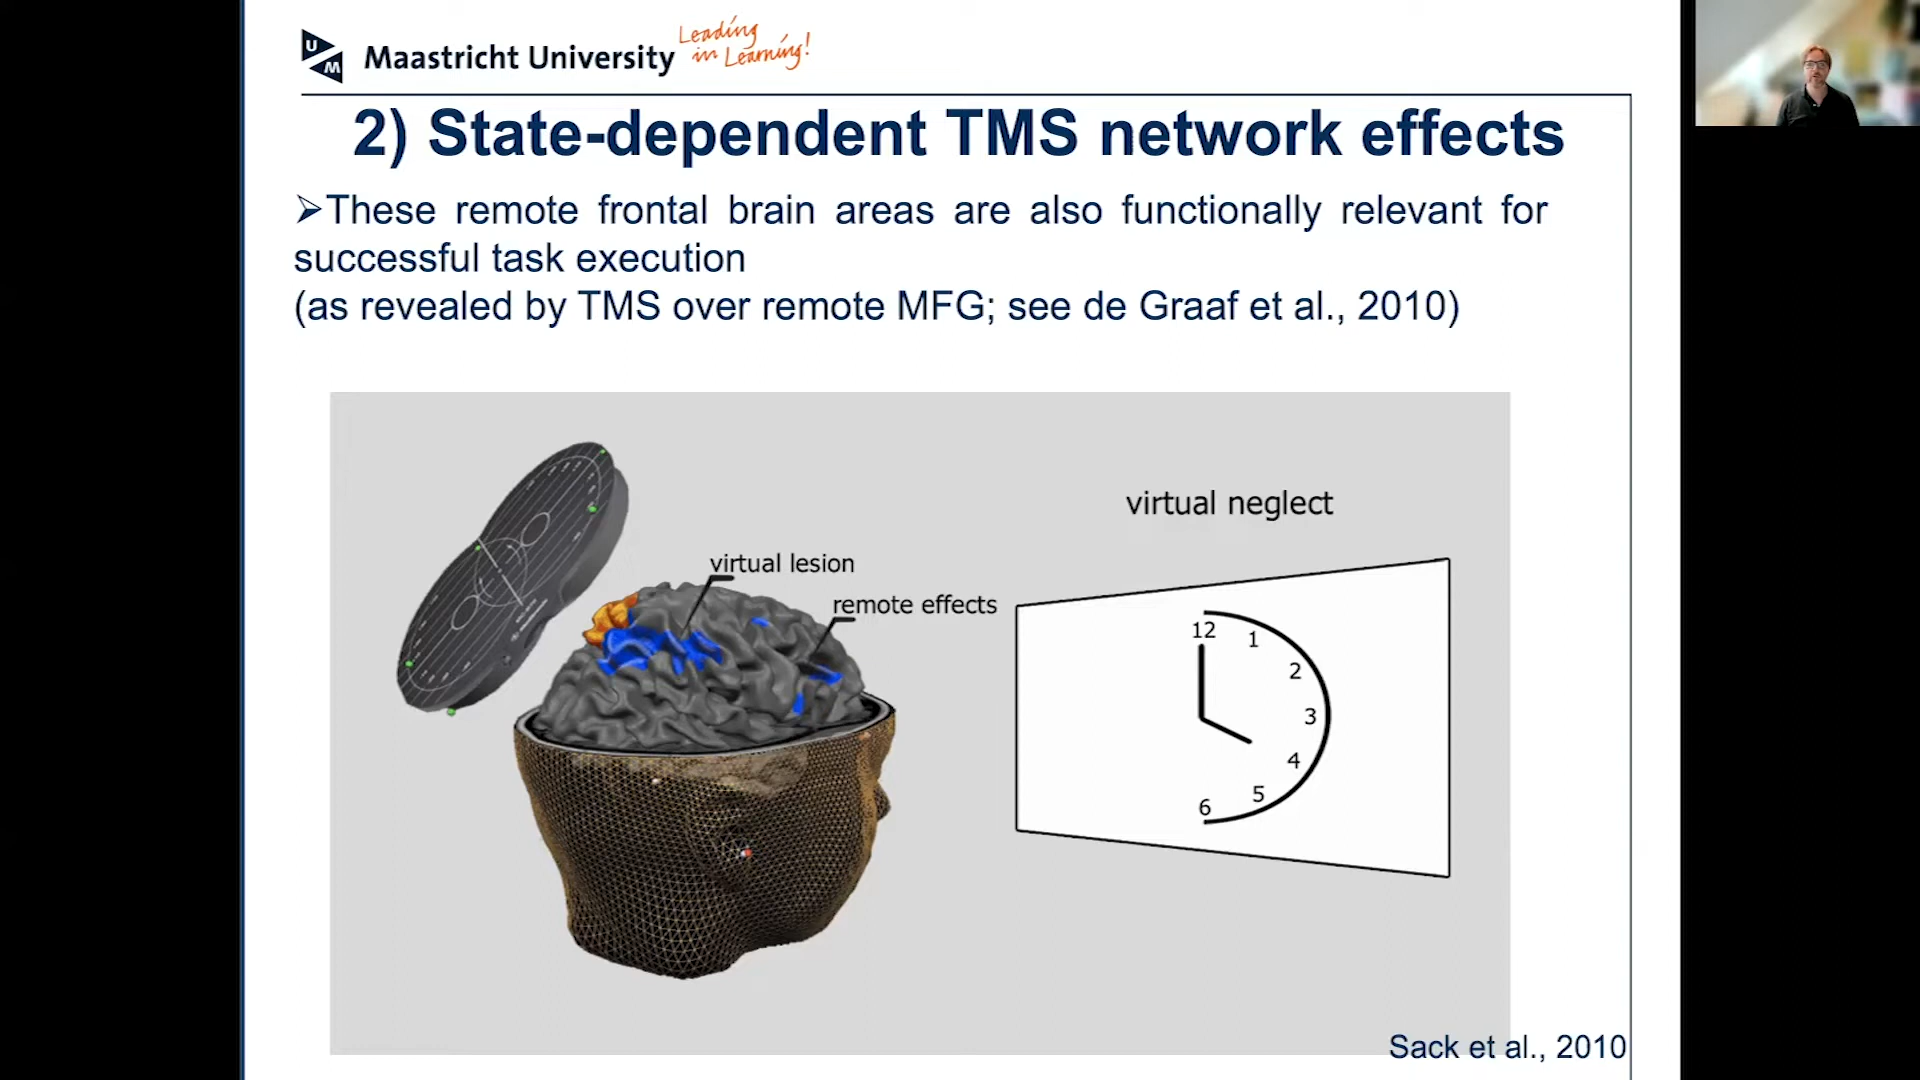 U
M
Maastricht University
Leading
in Learning!
2) State-dependent TMS network effects
➢These remote frontal brain areas are also functionally relevant for
successful task execution
(as revealed by TMS over remote MFG; see de Graaf et al., 2010)
virtual neglect
virtual lesion
remote effects
12
1
2
3
4
5
6
Sack et al., 2010